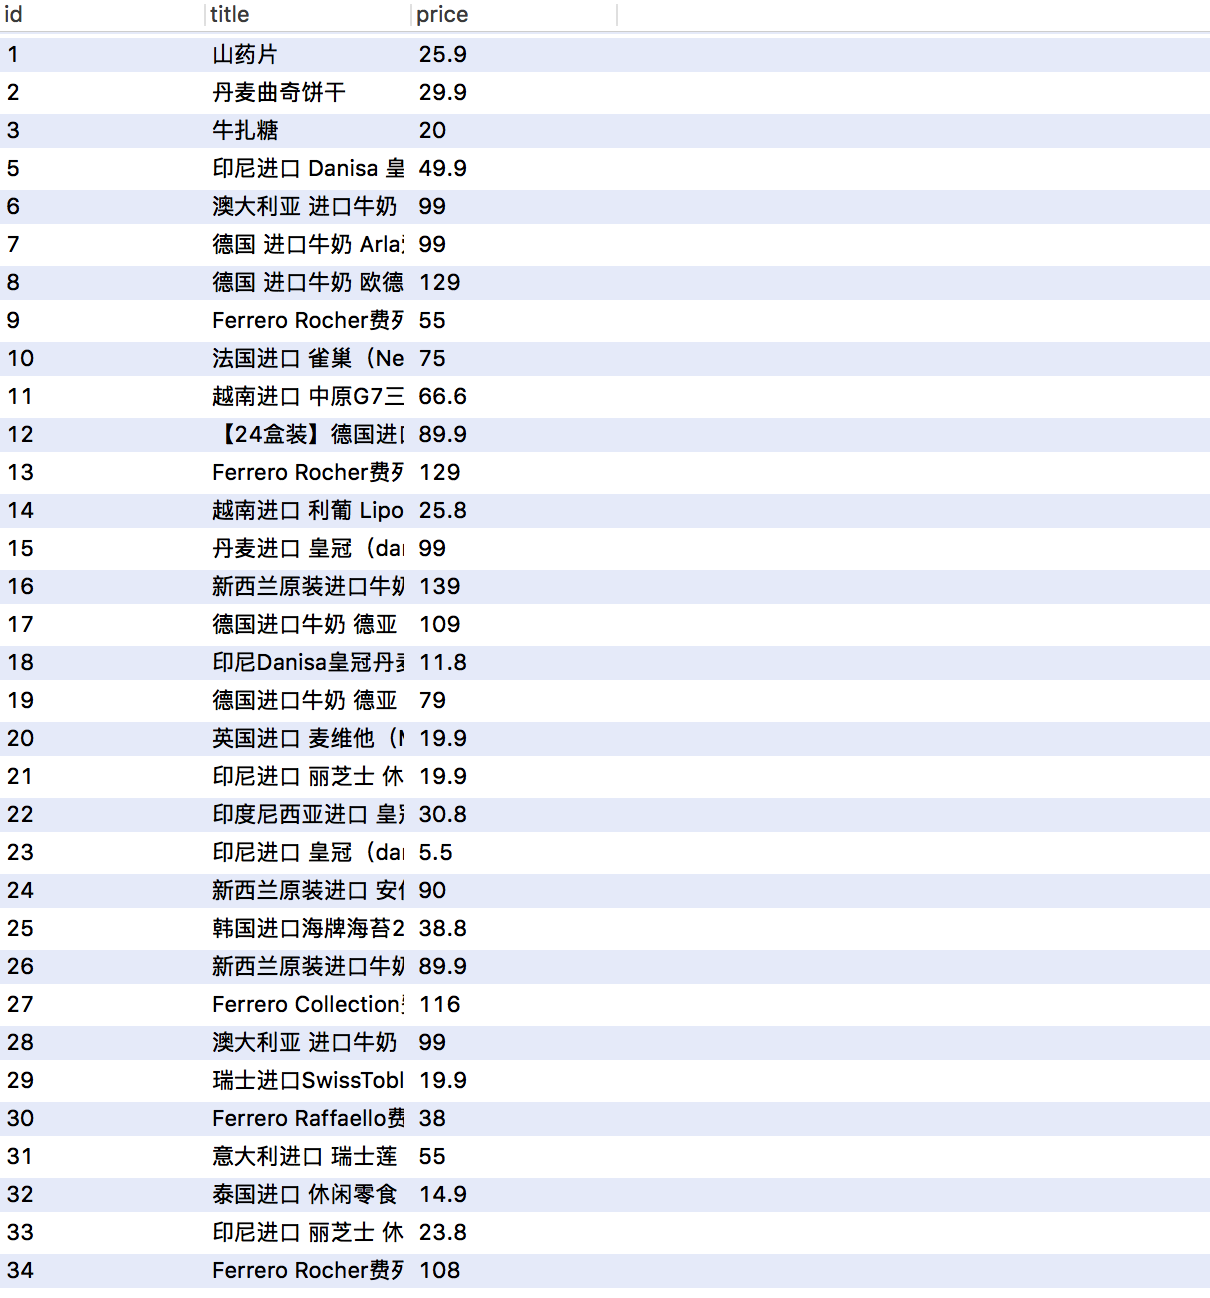 id title price
1 山药片 25.9
2 丹麦曲奇饼干 29.9
3 牛扎糖 20
5 印尼进口 Danisa 皇 49.9
6 澳大利亚 进口牛奶 99
7 德国 进口牛奶 Arla 99
8 德国 进口牛奶 欧德 129
9 Ferrero Rocher费列 55
10 法国进口 雀巢（Ne 75
11 越南进口 中原G7三 66.6
12 【24盒装】德国进口 89.9
13 Ferrero Rocher费列 129
14 越南进口 利葡 Lipo 25.8
15 丹麦进口 皇冠（dan 99
16 新西兰原装进口牛奶 139
17 德国进口牛奶 德亚 109
18 印尼Danisa皇冠丹麦 11.8
19 德国进口牛奶 德亚 79
20 英国进口 麦维他（M 19.9
21 印尼进口 丽芝士 休 19.9
22 印度尼西亚进口 皇冠 30.8
23 印尼进口 皇冠（dan 5.5
24 新西兰原装进口 安佳 90
25 韩国进口海牌海苔2 38.8
26 新西兰原装进口牛奶 89.9
27 Ferrero Collection 116
28 澳大利亚 进口牛奶 99
29 瑞士进口SwissTobl 19.9
30 Ferrero Raffaello费 38
31 意大利进口 瑞士莲 55
32 泰国进口 休闲零食 14.9
33 印尼进口 丽芝士 休 23.8
34 Ferrero Rocher费列 108